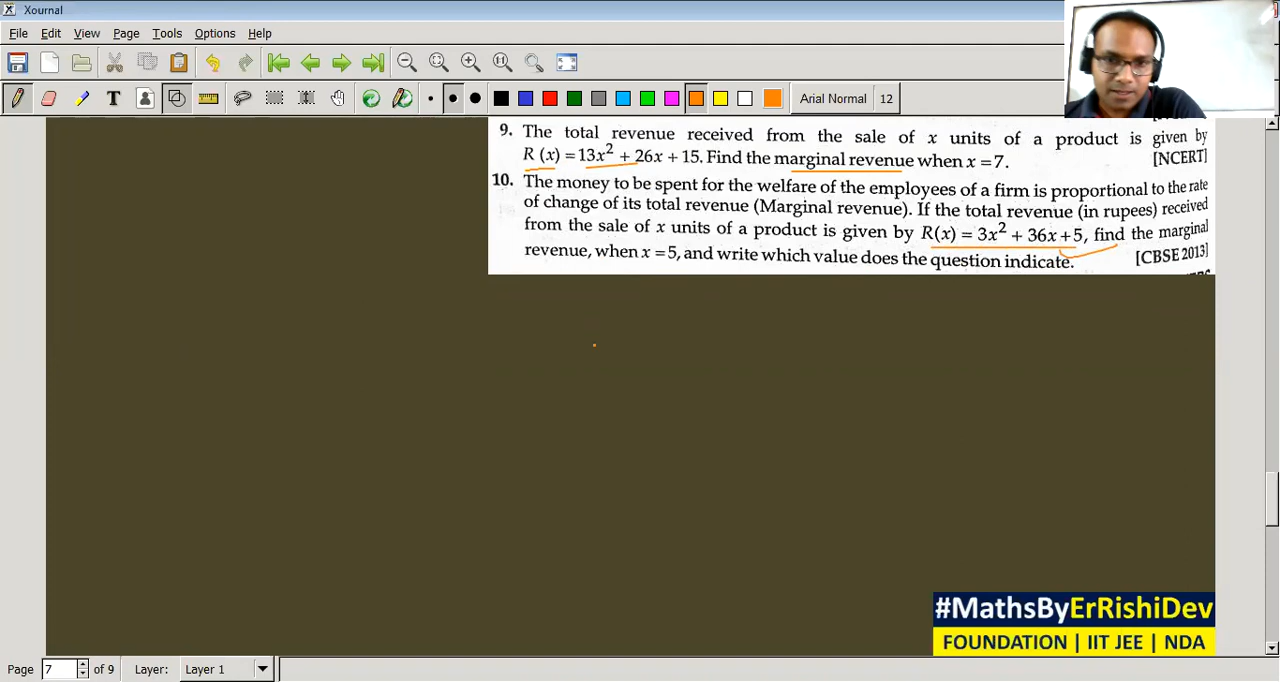 Xournal
File Edit View Page Tools Options Help
Arial Normal 12
9. The total revenue received from the sale of x units of a product is given by
R (x) = 13x² + 26x + 15. Find the marginal revenue when x = 7. [NCERT]
10. The money to be spent for the welfare of the employees of a firm is proportional to the rate
of change of its total revenue (Marginal revenue). If the total revenue (in rupees) received
from the sale of x units of a product is given by R(x) = 3x² + 36x + 5, find the marginal
revenue, when x = 5, and write which value does the question indicate. [CBSE 2013]
#MathsByErRishiDev
FOUNDATION | IIT JEE | NDA
Page 7 of 9 Layer: Layer 1